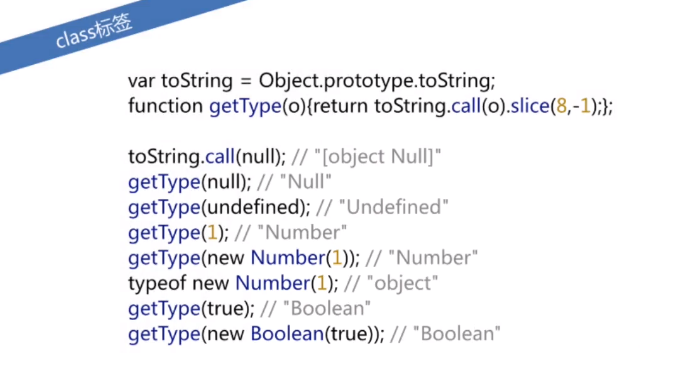 class标签
var toString = Object.prototype.toString;
function getType(o){return toString.call(o).slice(8,-1);};
toString.call(null); // "[object Null]"
getType(null); // "Null"
getType(undefined); // "Undefined"
getType(1); // "Number"
getType(new Number(1)); // "Number"
typeof new Number(1); // "object"
getType(true); // "Boolean"
getType(new Boolean(true)); // "Boolean"